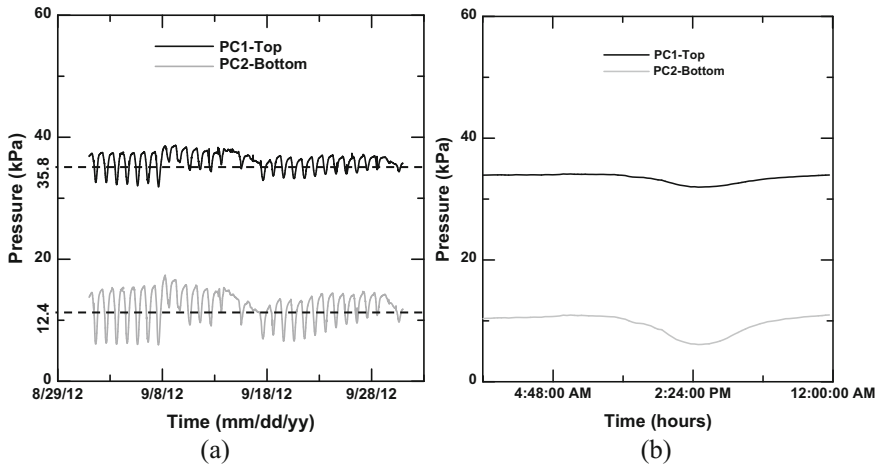 60
40
35.8
20
12.4
0
Pressure (kPa)
PC1-Top
PC2-Bottom
8/29/12
9/8/12
9/18/12
9/28/12
Time (mm/dd/yy)
(a)
60
40
20
0
Pressure (kPa)
PC1-Top
PC2-Bottom
4:48:00 AM
2:24:00 PM
12:00:00 AM
Time (hours)
(b)